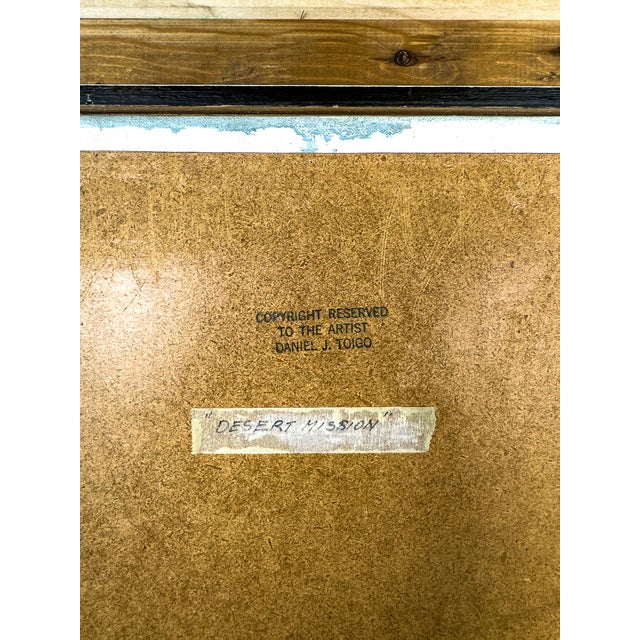 COPYRIGHT RESERVED
TO THE ARTIST
DANIEL J. TOIGO
"DESERT MISSION"